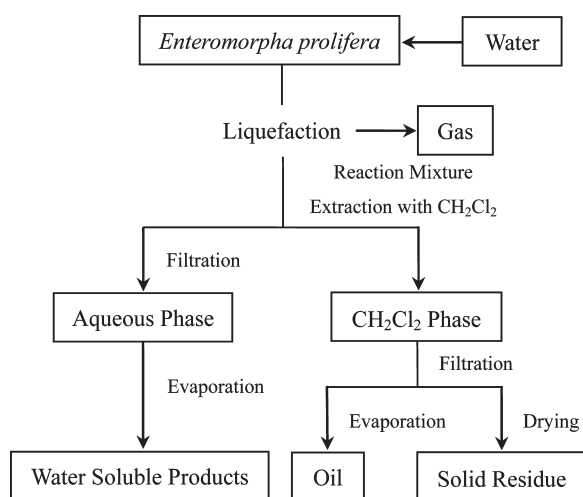 Enteromorpha prolifera
Water
Liquefaction
Gas
Reaction Mixture
Extraction with CH₂Cl₂
Filtration
Aqueous Phase
CH₂Cl₂ Phase
Filtration
Evaporation
Evaporation
Drying
Water Soluble Products
Oil
Solid Residue